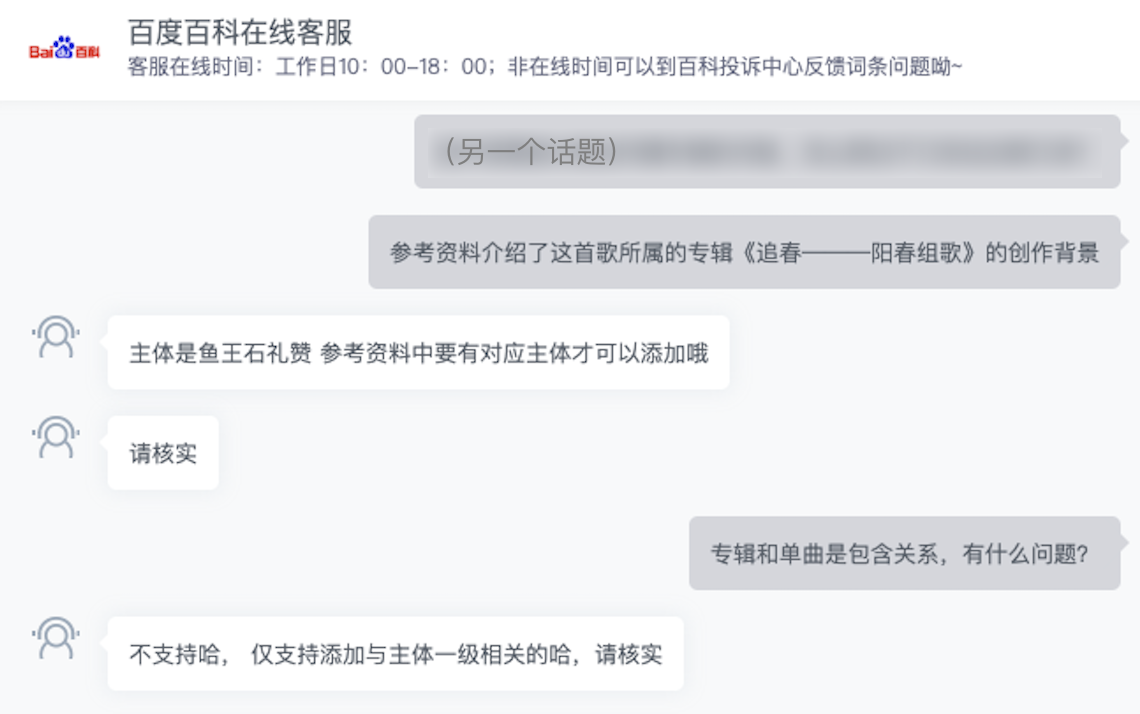 Bai du 百科
百度百科在线客服
客服在线时间：工作日10：00-18：00；非在线时间可以到百科投诉中心反馈词条问题呦~
（另一个话题）
参考资料介绍了这首歌所属的专辑《追春———阳春组歌》的创作背景
主体是鱼王石礼赞 参考资料中要有对应主体才可以添加哦
请核实
专辑和单曲是包含关系，有什么问题?
不支持哈， 仅支持添加与主体一级相关的哈，请核实